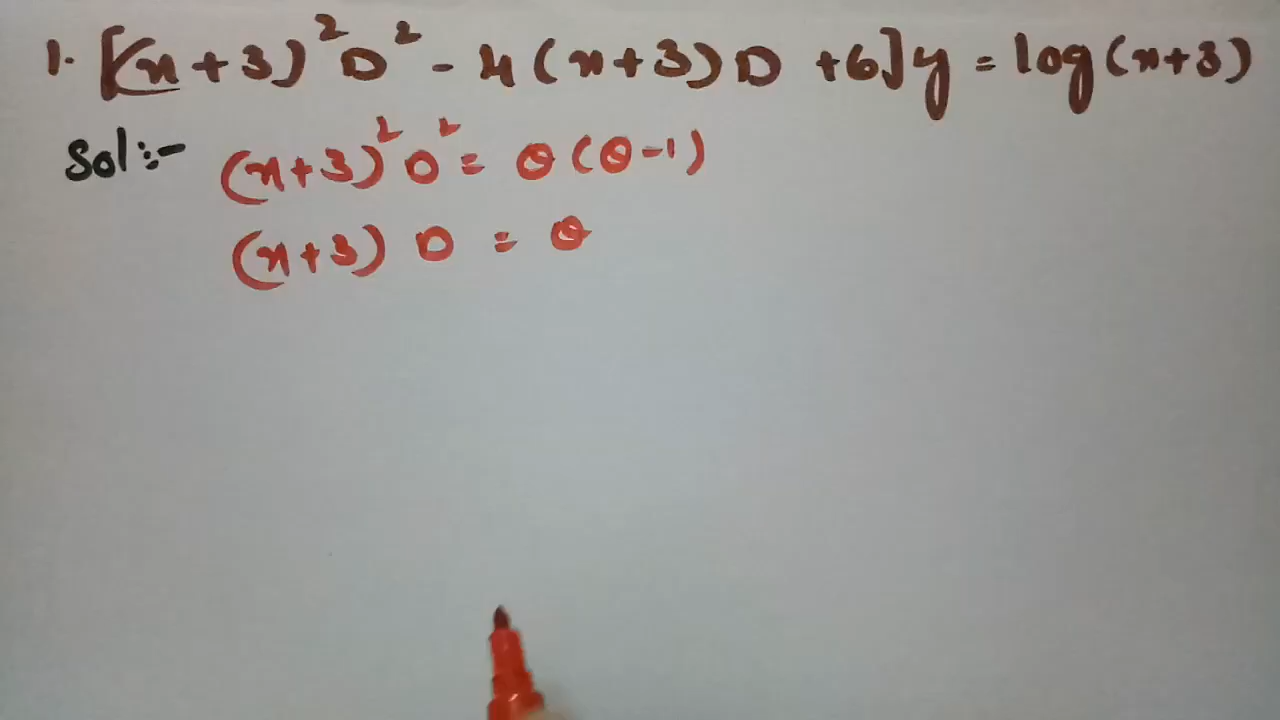 1. [(x+3)²D² - 4(x+3)D +6]y = log(x+3)
Sol:-  (x+3)²D² = θ(θ-1)
(x+3) D = θ